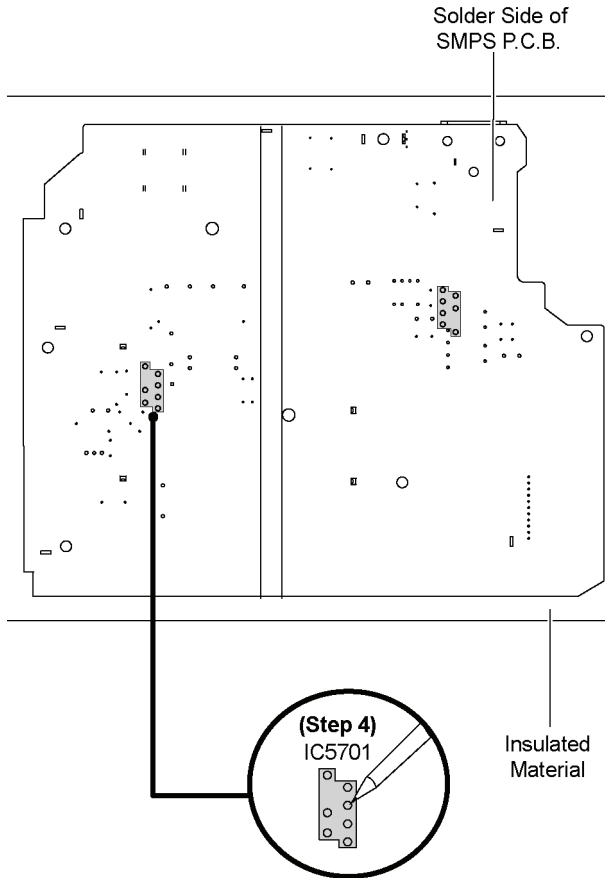 Solder Side of
SMPS P.C.B.
(Step 4)
IC5701
Insulated
Material